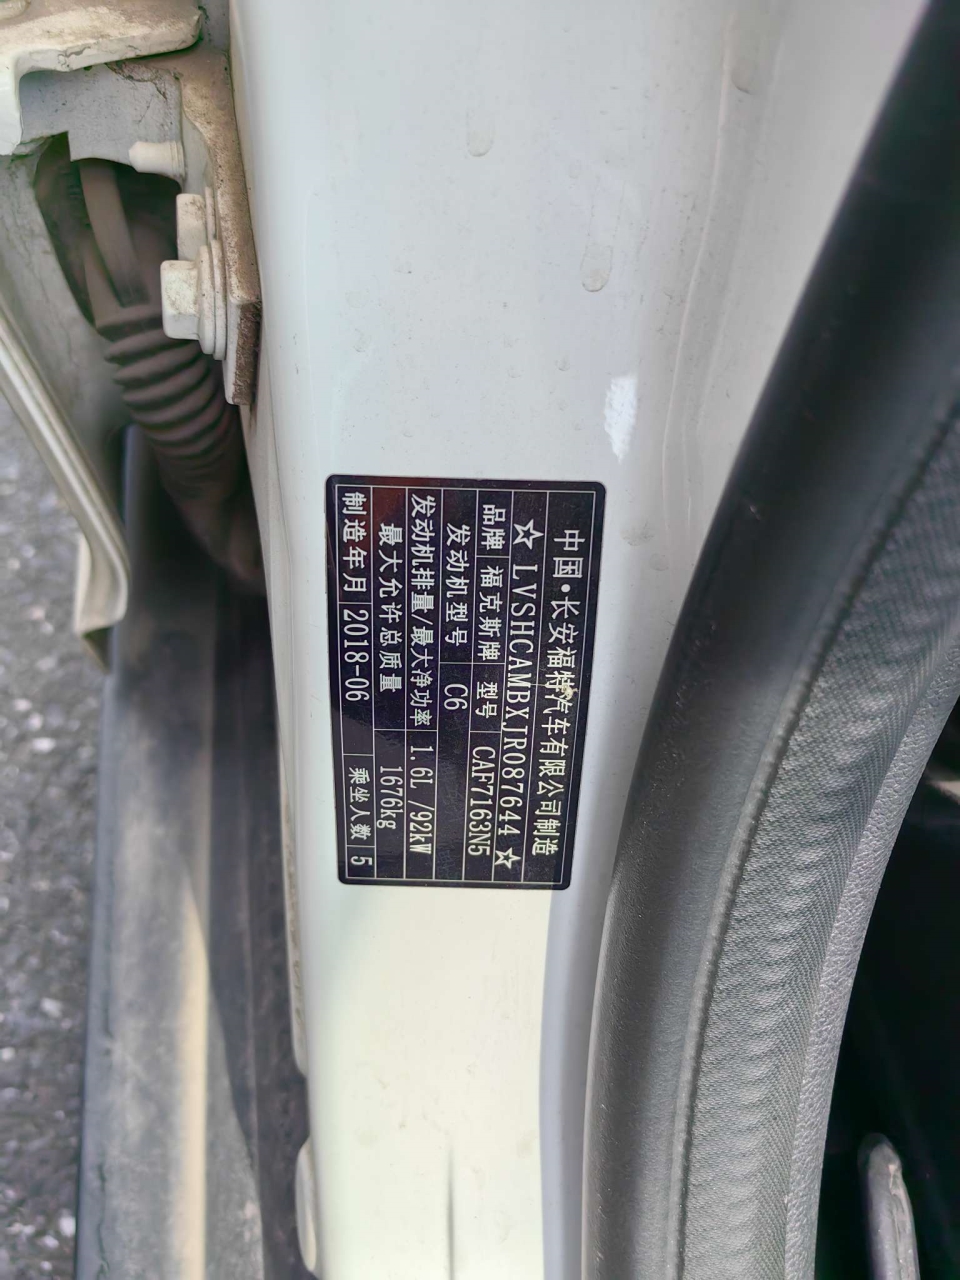 中国•长安福特汽车有限公司制造
☆LVSHCAMBXJR087644☆
品牌 福克斯牌 型号 CAF7163N5
发动机型号 C6
发动机排量/最大净功率 1.6L /92kW
最大允许总质量 1676kg
制造年月 2018-06 乘坐人数 5